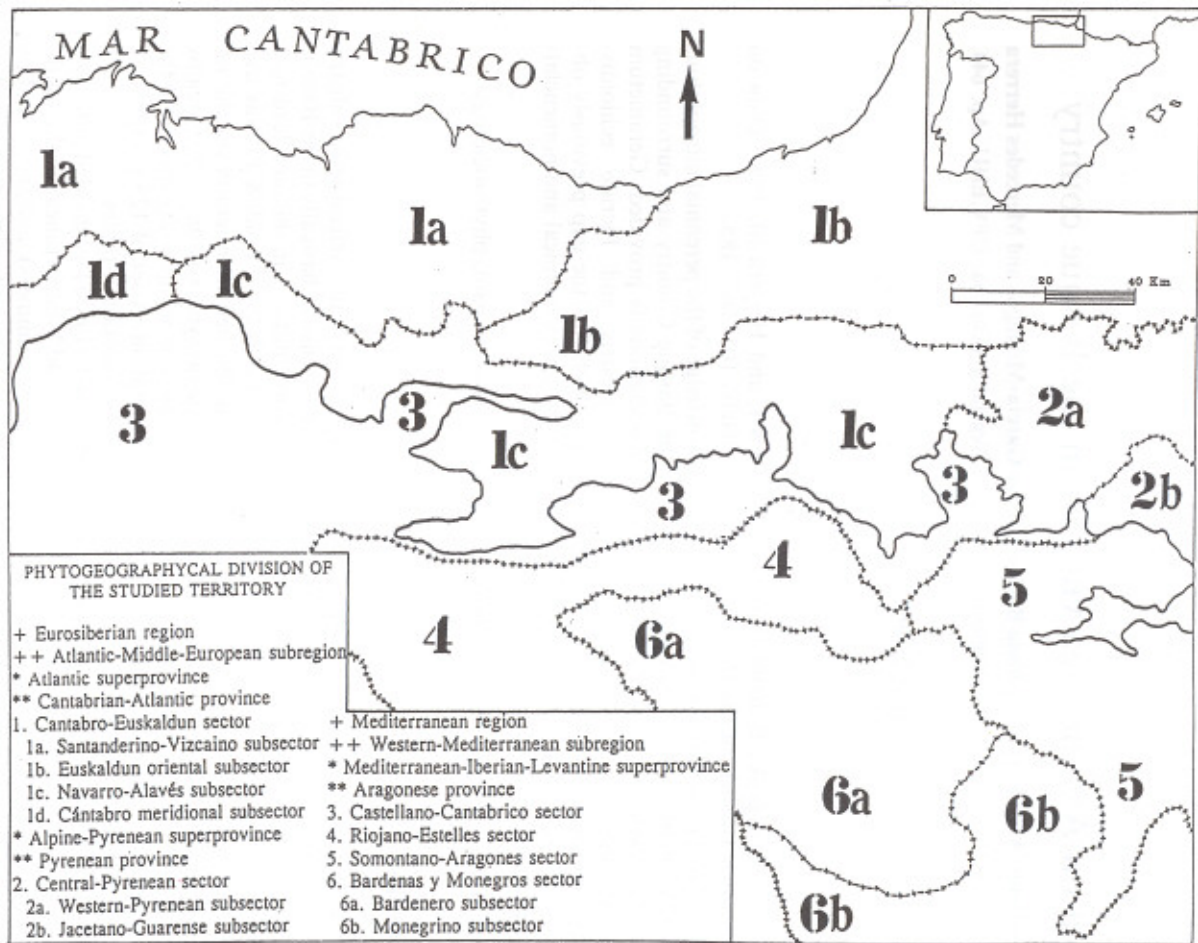 MAR CANTABRICO
N
1a
1a
1b
1d
1c
0 20 40 Km
1b
3
3
2a
1c
1c
3
3
2b
4
5
4
6a
6a
6b
5
6b
PHYTOGEOGRAPHYCAL DIVISION OF
THE STUDIED TERRITORY
+ Eurosiberian region
++ Atlantic-Middle-European subregion
* Atlantic superprovince
** Cantabrian-Atlantic province
1. Cantabro-Euskaldun sector
1a. Santanderino-Vizcaino subsector
1b. Euskaldun oriental subsector
1c. Navarro-Alavés subsector
1d. Cántabro meridional subsector
* Alpine-Pyrenean superprovince
** Pyrenean province
2. Central-Pyrenean sector
2a. Western-Pyrenean subsector
2b. Jacetano-Guarense subsector
+ Mediterranean region
++ Western-Mediterranean subregion
* Mediterranean-Iberian-Levantine superprovince
** Aragonese province
3. Castellano-Cantabrico sector
4. Riojano-Estelles sector
5. Somontano-Aragones sector
6. Bardenas y Monegros sector
6a. Bardenero subsector
6b. Monegrino subsector